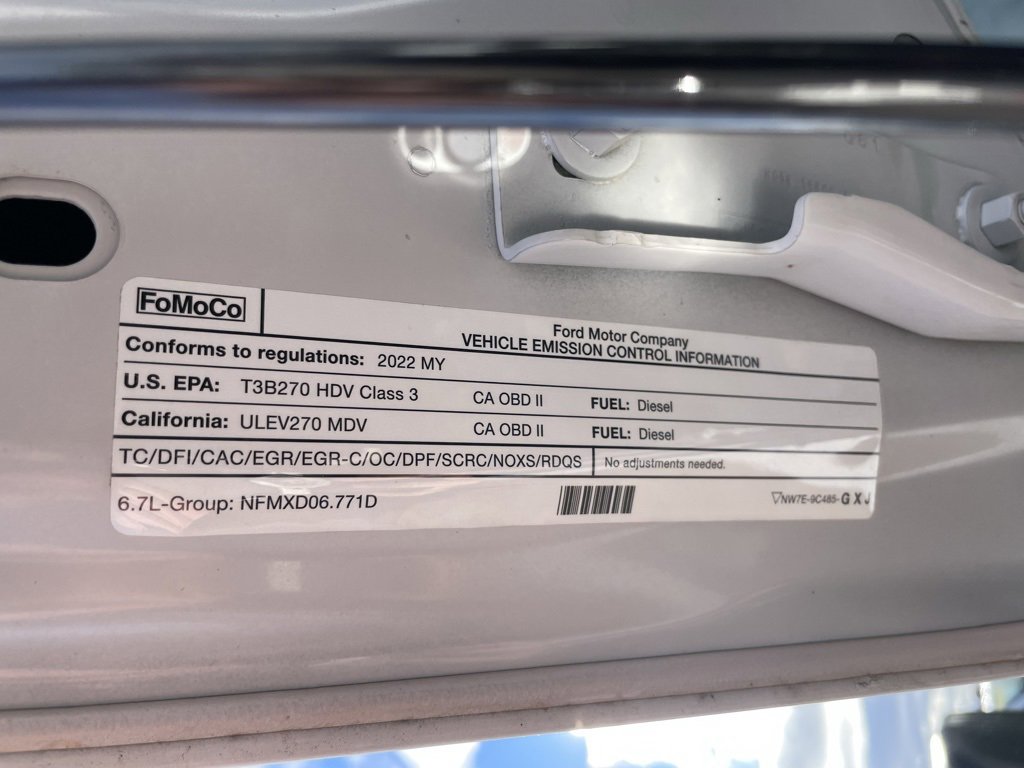 FoMoCo
Ford Motor Company
VEHICLE EMISSION CONTROL INFORMATION
Conforms to regulations: 2022 MY
U.S. EPA: T3B270 HDV Class 3 CA OBD II FUEL: Diesel
California: ULEV270 MDV CA OBD II FUEL: Diesel
TC/DFI/CAC/EGR/EGR-C/OC/DPF/SCRC/NOXS/RDQS No adjustments needed.
6.7L-Group: NFMXD06.771D NW7E-9C485-GXJ